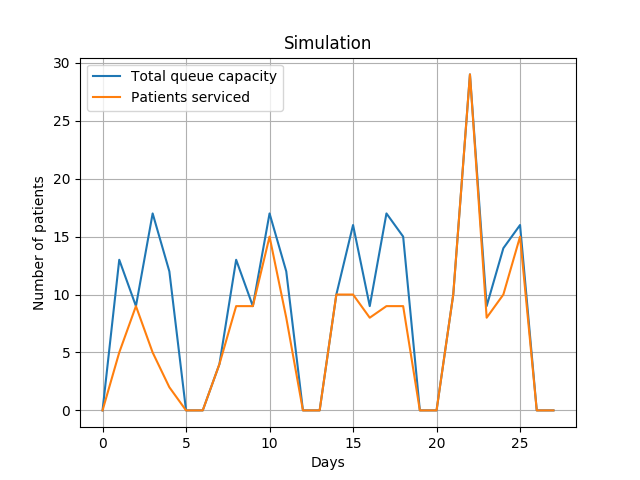 Simulation
Total queue capacity
Patients serviced
Number of patients
30
25
20
15
10
5
0
0 5 10 15 20 25
Days